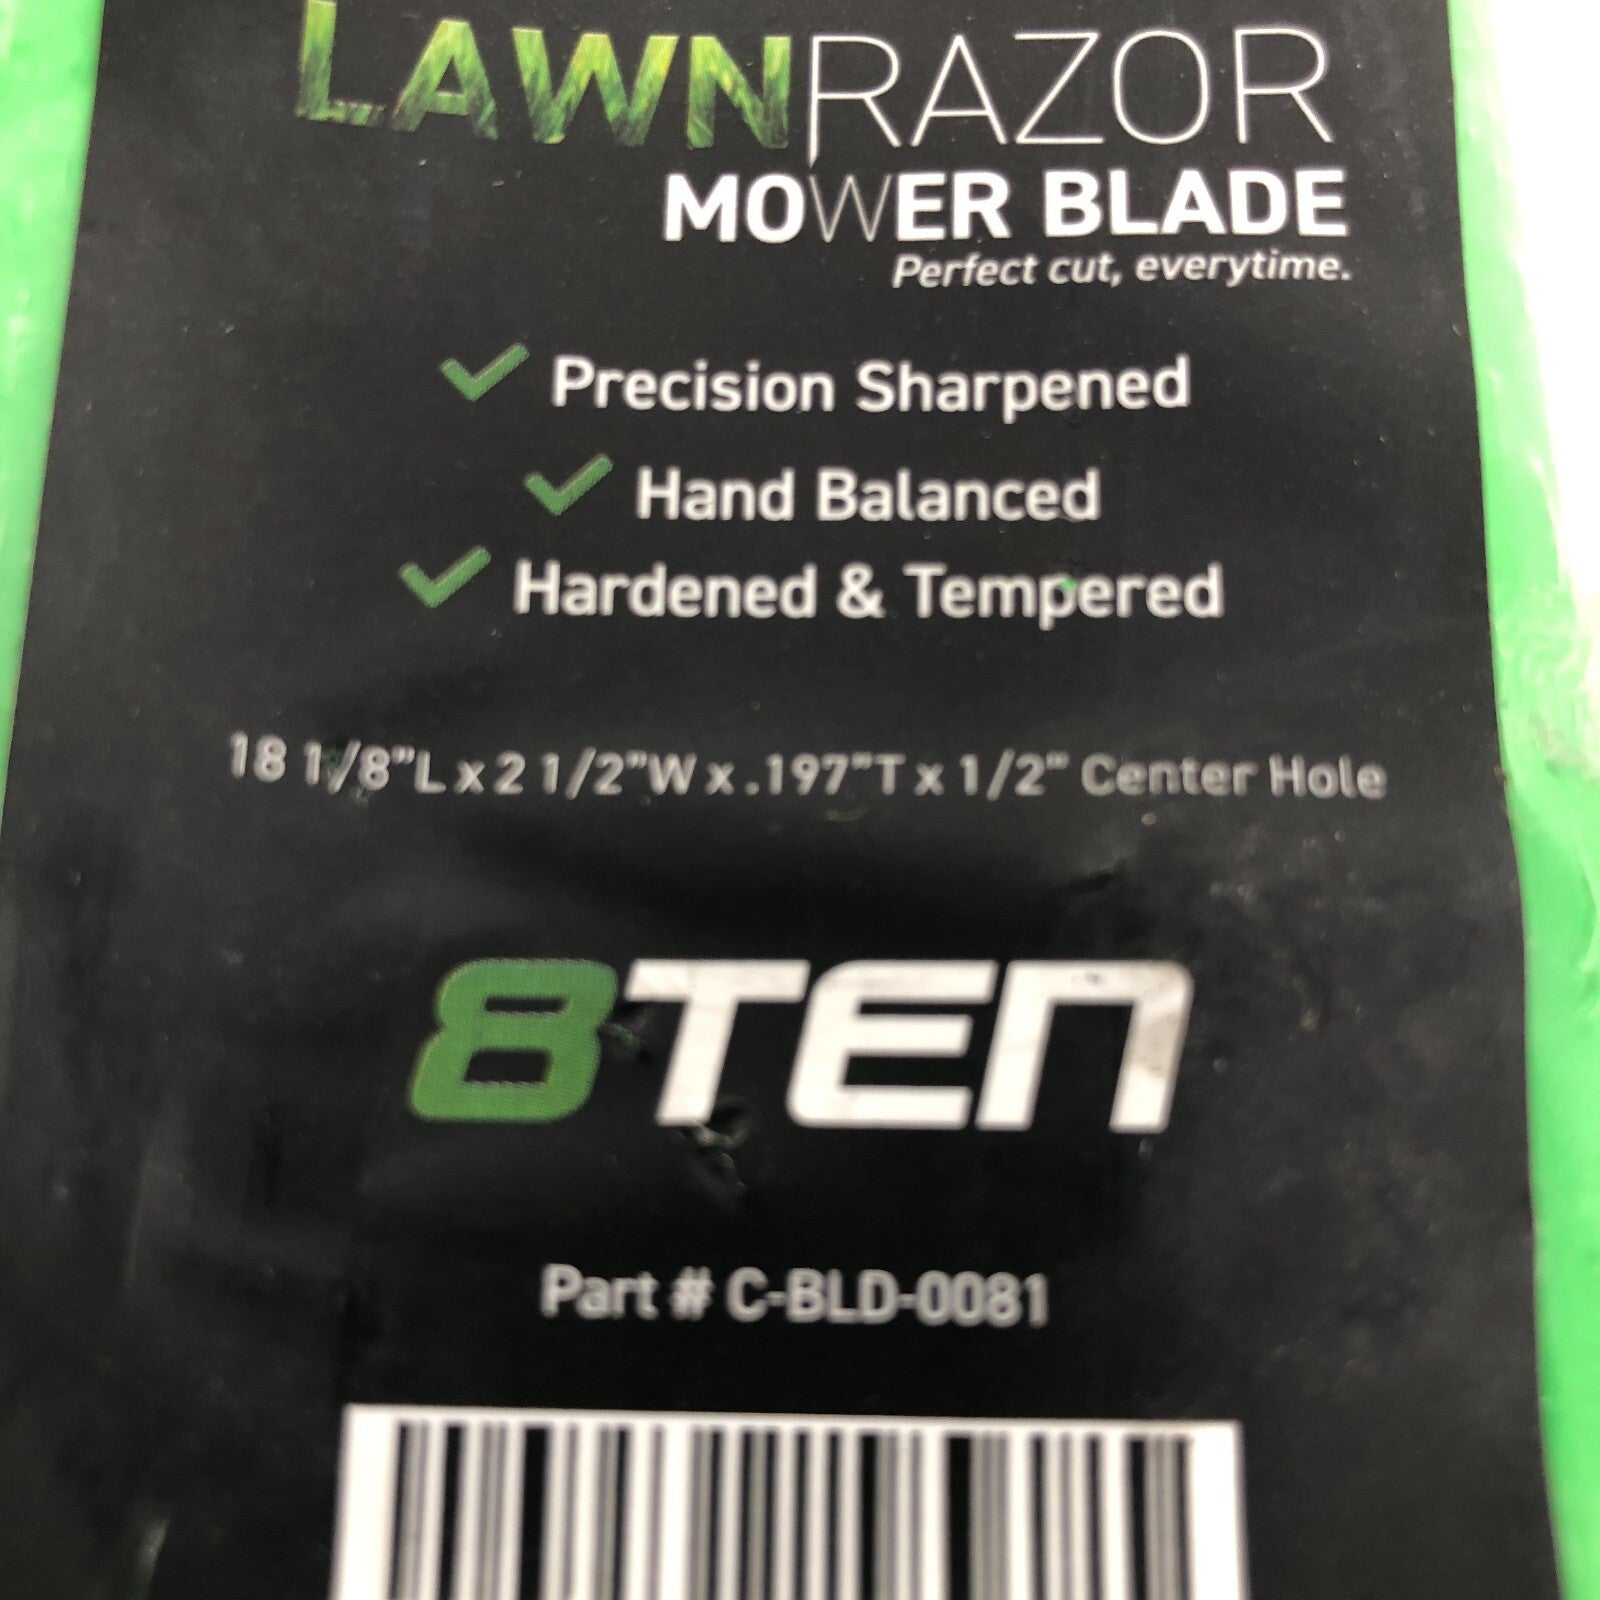 LAWNRAZOR
MOWER BLADE
Perfect cut, everytime.
Precision Sharpened
Hand Balanced
Hardened & Tempered
18 1/8"L x 2 1/2"W x .197"T x 1/2" Center Hole
8TEN
Part # C-BLD-0081